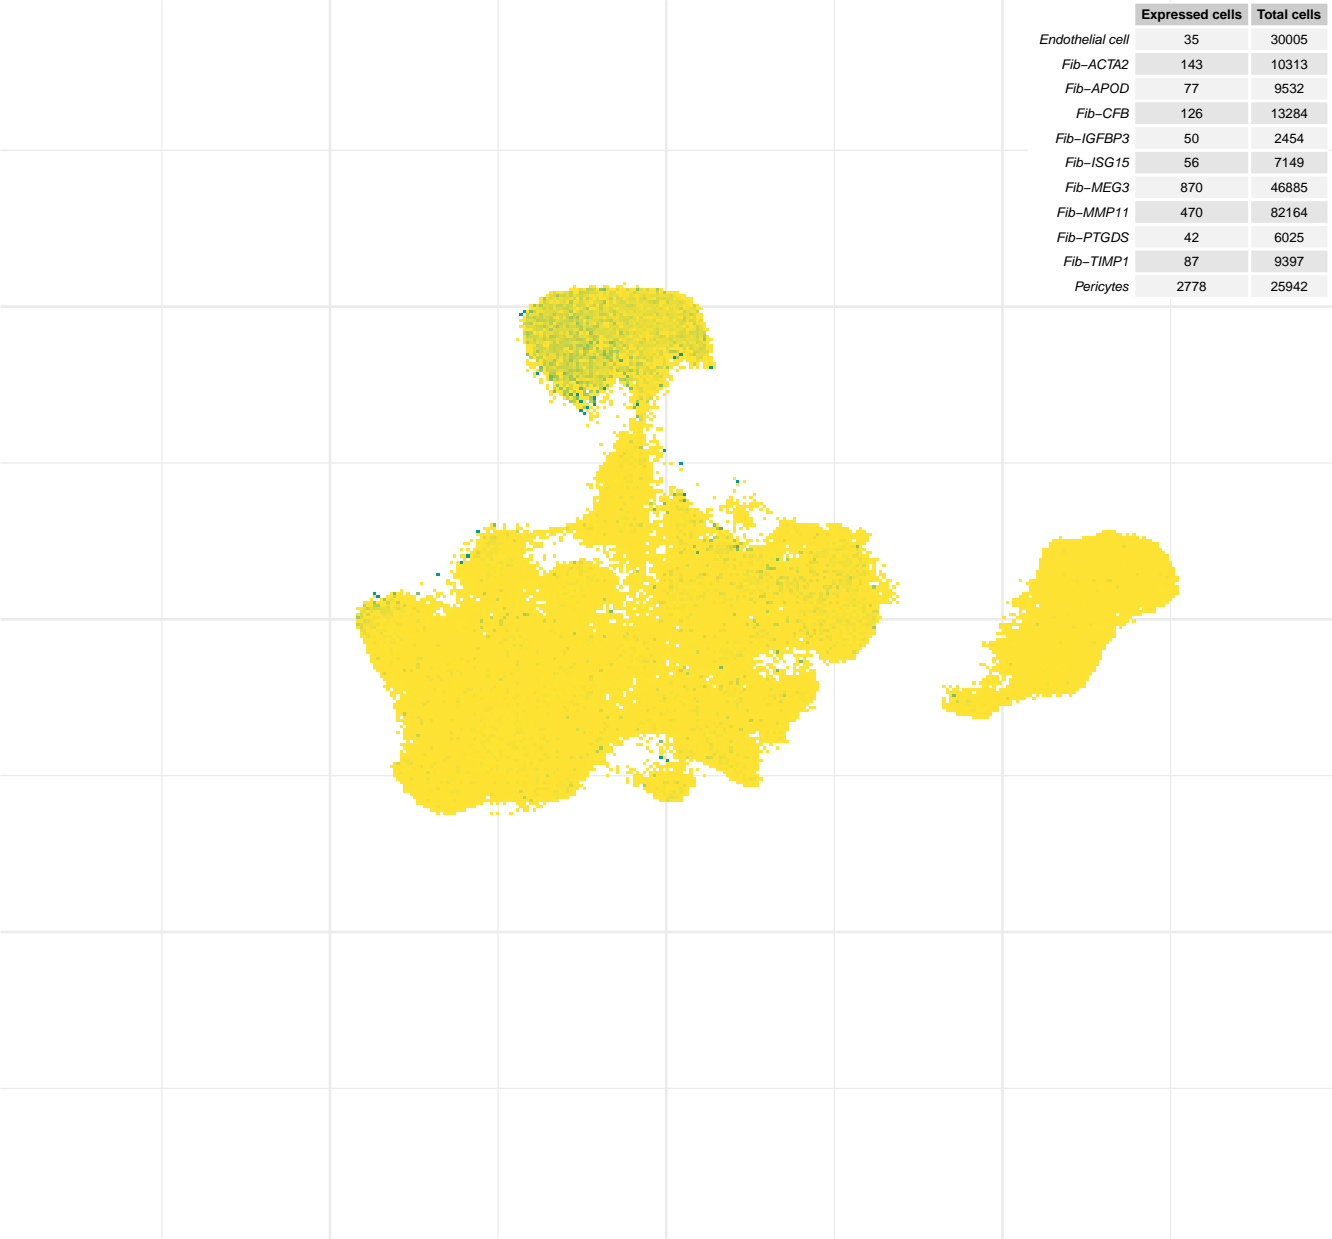 Expressed cells Total cells
Endothelial cell 35 30005
Fib−ACTA2 143 10313
Fib−APOD 77 9532
Fib−CFB 126 13284
Fib−IGFBP3 50 2454
Fib−ISG15 56 7149
Fib−MEG3 870 46885
Fib−MMP11 470 82164
Fib−PTGDS 42 6025
Fib−TIMP1 87 9397
Pericytes 2778 25942